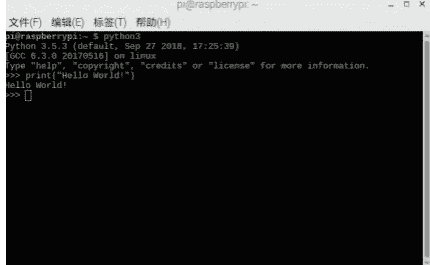 pi@raspberrypi: ~
文件(F) 编辑(E) 标签(T) 帮助(H)
pi@raspberrypi:~ $ python3
Python 3.5.3 (default, Sep 27 2018, 17:25:39)
[GCC 6.3.0 20170516] on linux
Type "help", "copyright", "credits" or "license" for more information.
>>> print("Hello World!")
Hello World!
>>>